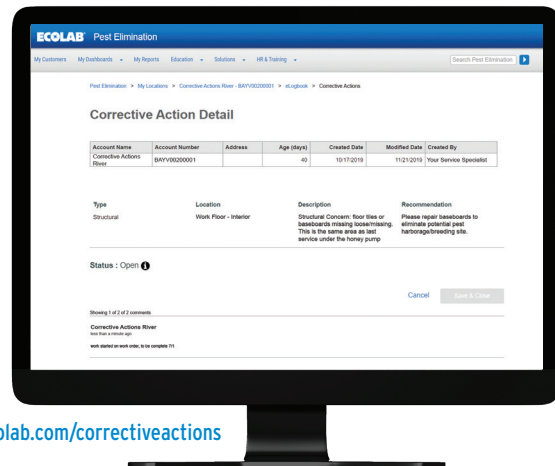 ECOLAB® Pest Elimination
My Customers My Dashboards My Reports Education Solutions HR & Training Search Pest Elimination
Pest Elimination > My Locations > Corrective Actions River - BAYV00200001 > eLogbook > Corrective Actions
Corrective Action Detail
Account Name Account Number Address Age (days) Created Date Modified Date Created By
Corrective Actions River BAYV00200001 40 10/17/2019 11/21/2019 Your Service Specialist
Type Location Description Recommendation
Structural Work Floor - Interior Structural Concern: floor tiles or Please repair baseboards to
baseboards missing loose/missing. eliminate potential pest
This is the same area as last harborage/breeding site.
service under the honey pump
Status : Open
Cancel Save & Close
Showing 1 of 2 of 2 comments
Corrective Actions River
less than a minute ago
work started on work order, to be complete 7/1
olab.com/correctiveactions